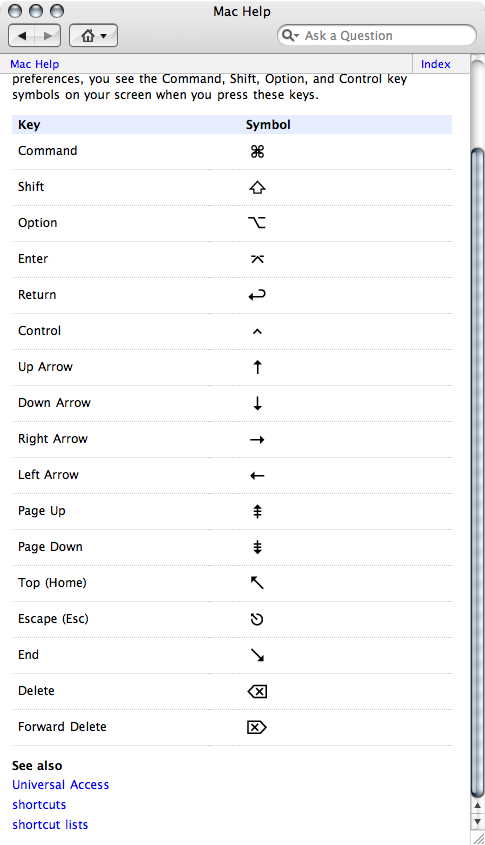 Mac Help
Ask a Question
Mac Help Index
preferences, you see the Command, Shift, Option, and Control key
symbols on your screen when you press these keys.
Key Symbol
Command ⌘
Shift ⇧
Option ⌥
Enter ⌤
Return ↩
Control ⌃
Up Arrow ↑
Down Arrow ↓
Right Arrow →
Left Arrow ←
Page Up ⇞
Page Down ⇟
Top (Home) ↖
Escape (Esc) ⎋
End ↘
Delete ⌫
Forward Delete ⌦
See also
Universal Access
shortcuts
shortcut lists